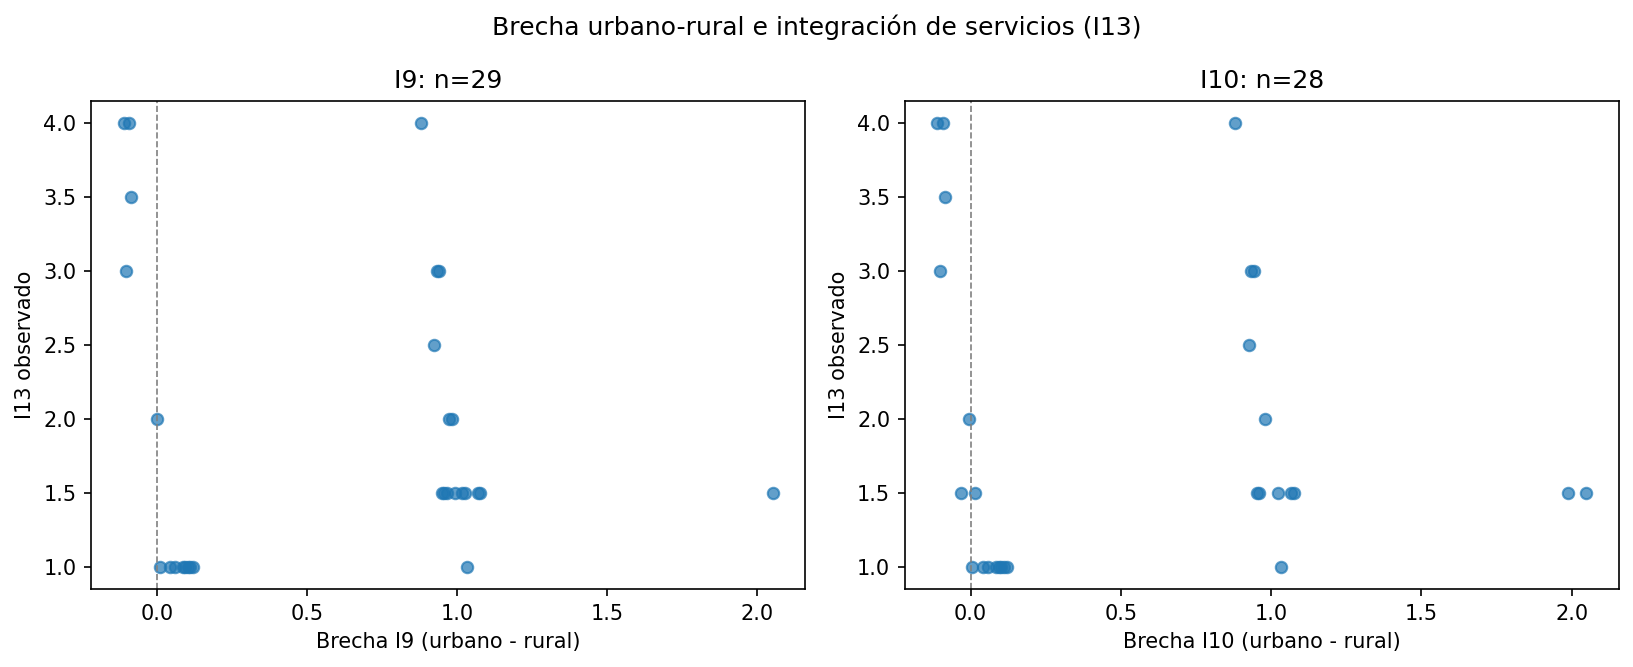 Brecha urbano-rural e integración de servicios (I13)
I9: n=29
I13 observado
4.0
3.5
3.0
2.5
2.0
1.5
1.0
0.0 0.5 1.0 1.5 2.0
Brecha I9 (urbano - rural)
I10: n=28
I13 observado
4.0
3.5
3.0
2.5
2.0
1.5
1.0
0.0 0.5 1.0 1.5 2.0
Brecha I10 (urbano - rural)